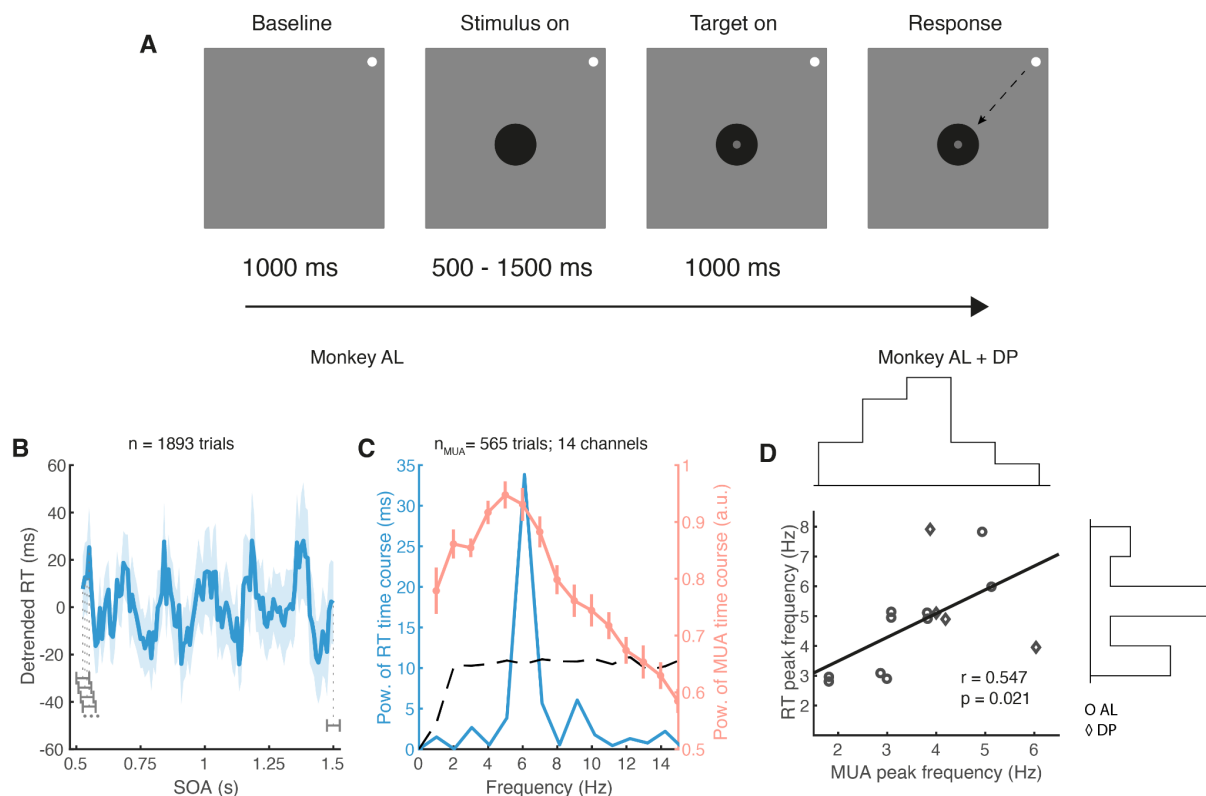 A
Baseline
Stimulus on
Target on
Response
1000 ms
500 - 1500 ms
1000 ms
Monkey AL
Monkey AL + DP
B
n = 1893 trials
Detrended RT (ms)
60
40
20
0
-20
-40
-60
0.5
0.75
1
1.25
1.5
SOA (s)
C
nMUA= 565 trials; 14 channels
Pow. of RT time course (ms)
35
30
25
20
15
10
5
0
0
2
4
6
8
10
12
14
Frequency (Hz)
1
0.9
0.8
0.7
0.6
0.5
Pow. of MUA time course (a.u.)
D
RT peak frequency (Hz)
8
7
6
5
4
3
2
r = 0.547
p = 0.021
2
3
4
5
6
MUA peak frequency (Hz)
AL
DP